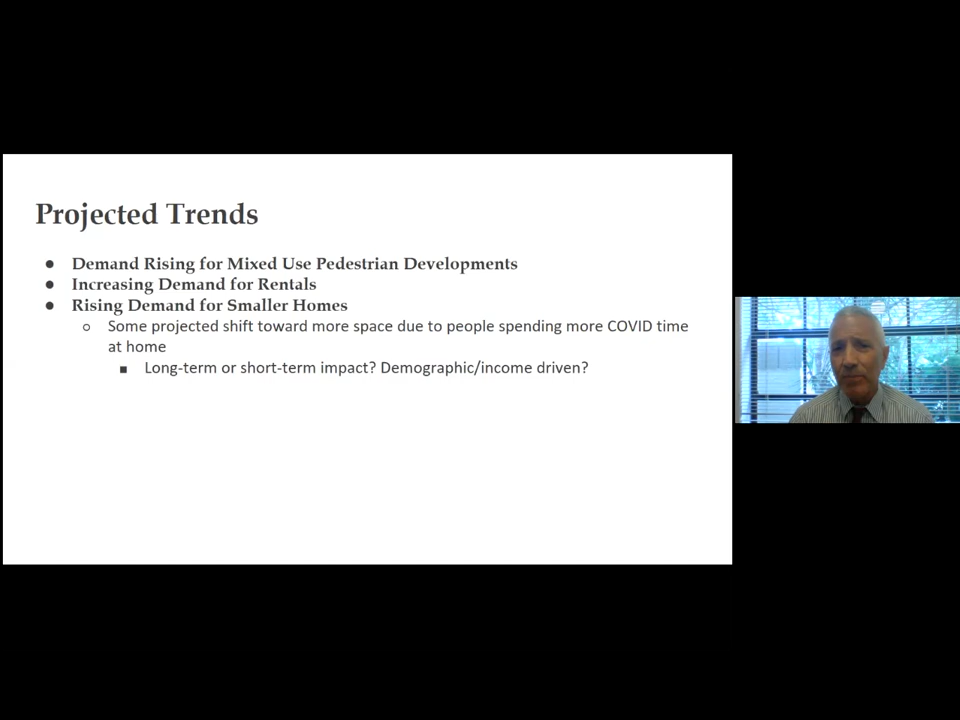 Projected Trends
● Demand Rising for Mixed Use Pedestrian Developments
● Increasing Demand for Rentals
● Rising Demand for Smaller Homes
○ Some projected shift toward more space due to people spending more COVID time
at home
■ Long-term or short-term impact? Demographic/income driven?